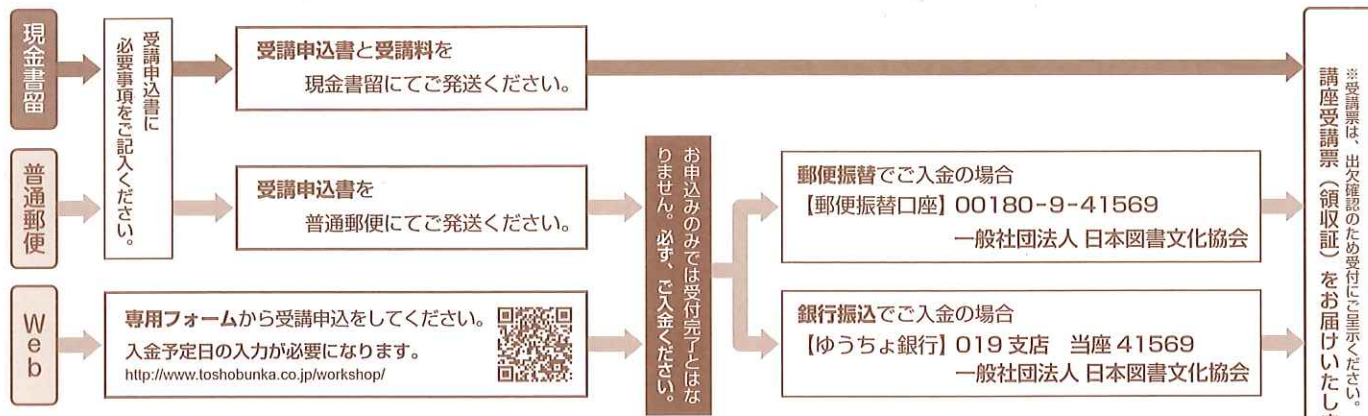 現金書留
受講申込書に
必要事項をご記入ください。
受講申込書と受講料を
現金書留にてご発送ください。
普通郵便
受講申込書を
普通郵便にてご発送ください。
Web
専用フォームから受講申込をしてください。
入金予定日の入力が必要になります。
http://www.toshobunka.co.jp/workshop/
お申込みのみでは受付完了とはな
りません。必ず、ご入金ください。
郵便振替でご入金の場合
【郵便振替口座】00180-9-41569
一般社団法人 日本図書文化協会
銀行振込でご入金の場合
【ゆうちょ銀行】019支店　当座41569
一般社団法人 日本図書文化協会
※受講票は、出欠確認のため受付にご呈示ください。
講座受講票（領収証）をお届けいたし